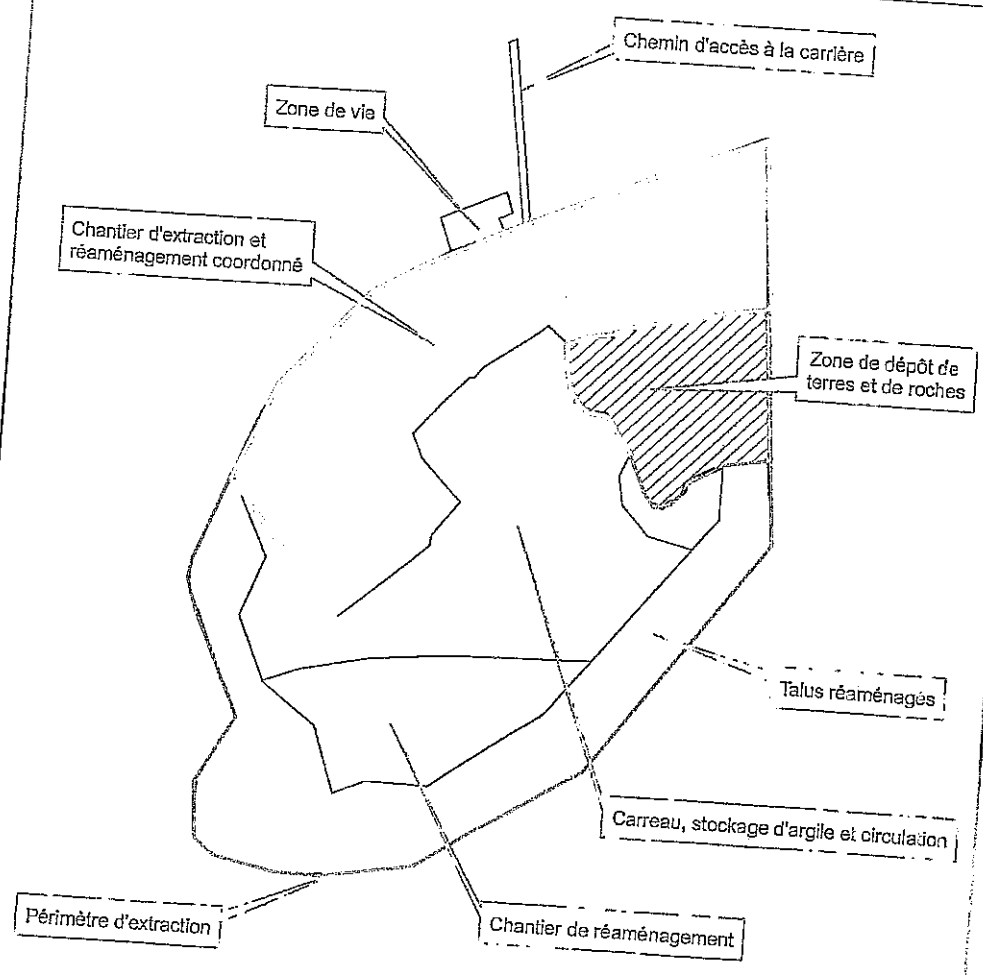 Chemin d'accès à la carrière
Zone de vie
Chantier d'extraction et
réaménagement coordonné
Zone de dépôt de
terres et de roches
Talus réaménagés
Carreau, stockage d'argile et circulation
Périmètre d'extraction
Chantier de réaménagement